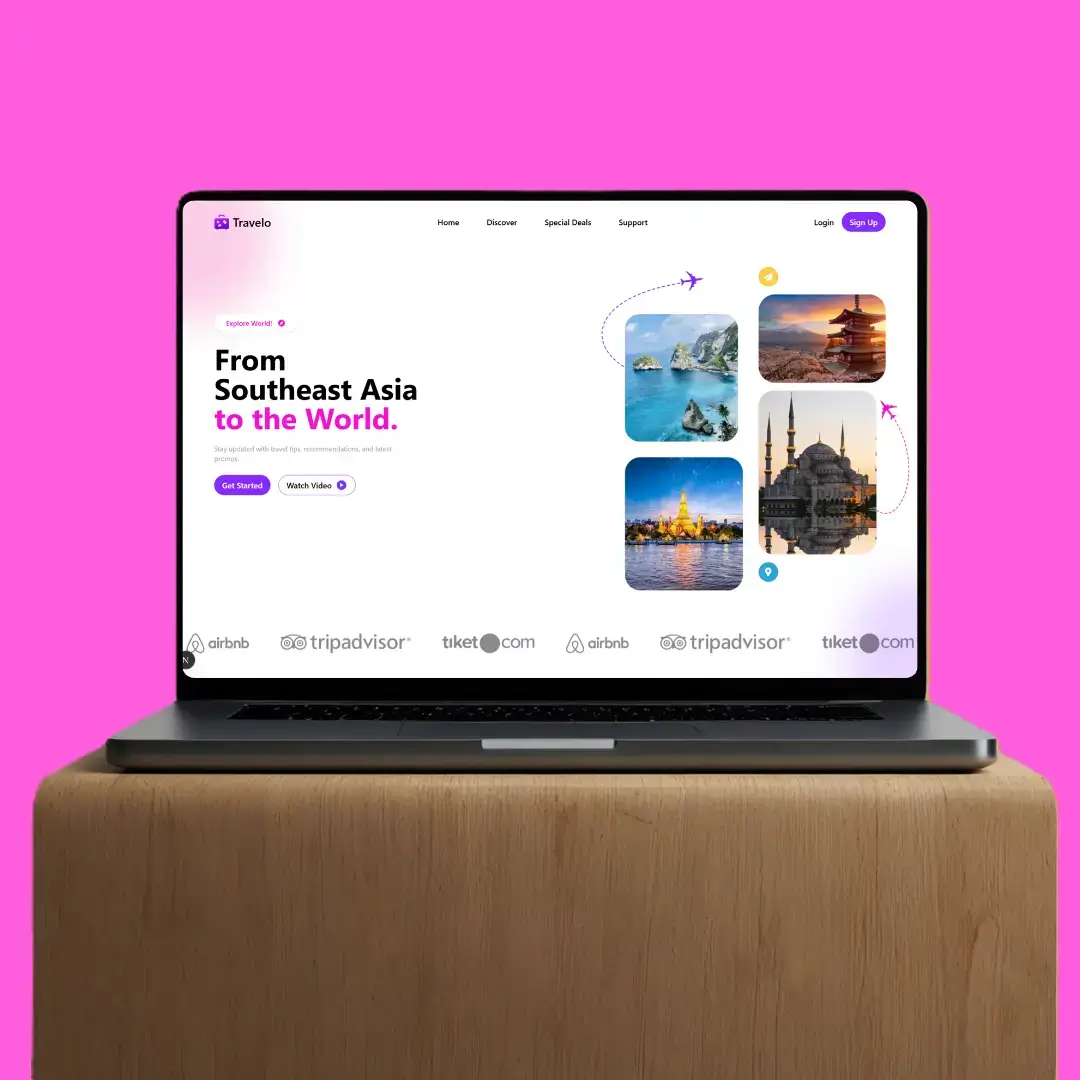 Travelo
Home Discover Special Deals Support
Login Sign Up
Explore World!
From
Southeast Asia
to the World.
Stay updated with travel tips, recommendations, and latest
promos.
Get Started Watch Video
airbnb tripadvisor® tiket com airbnb tripadvisor® tiket com
N